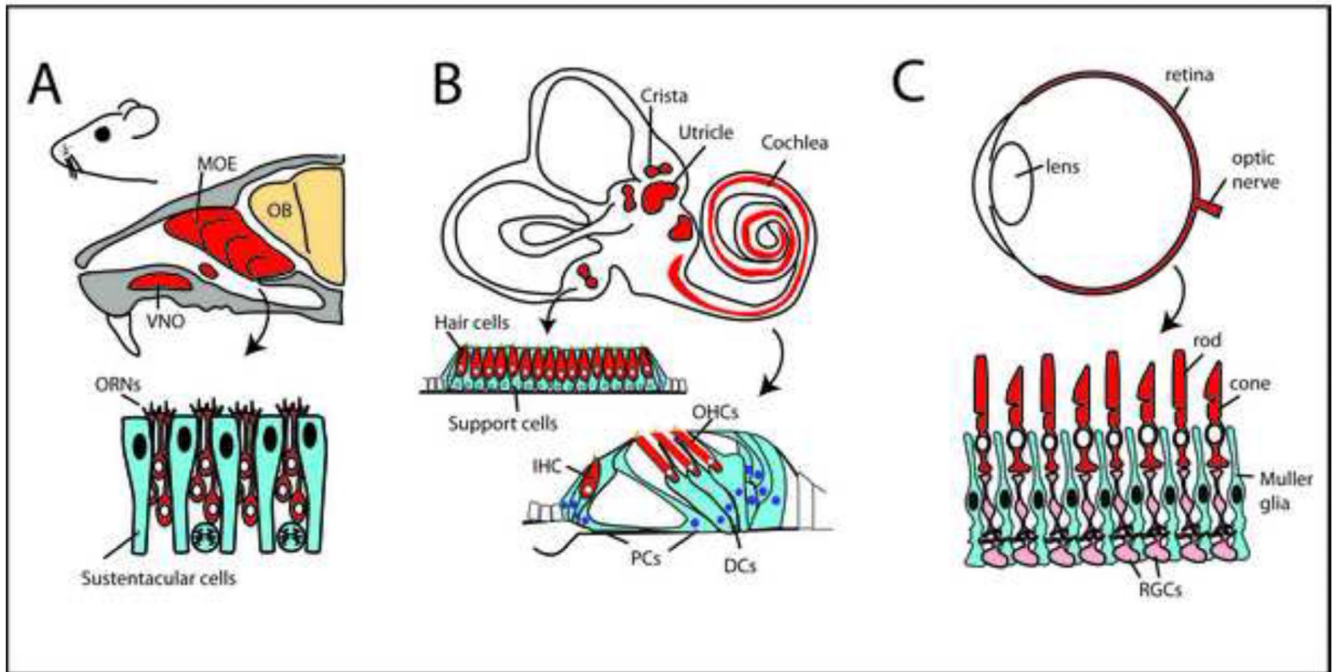 A
MOE
OB
VNO
ORNs
Sustentacular cells
B
Crista
Utricle
Cochlea
Hair cells
Support cells
OHCs
IHC
PCs
DCs
C
retina
lens
optic
nerve
rod
cone
Muller
glia
RGCs